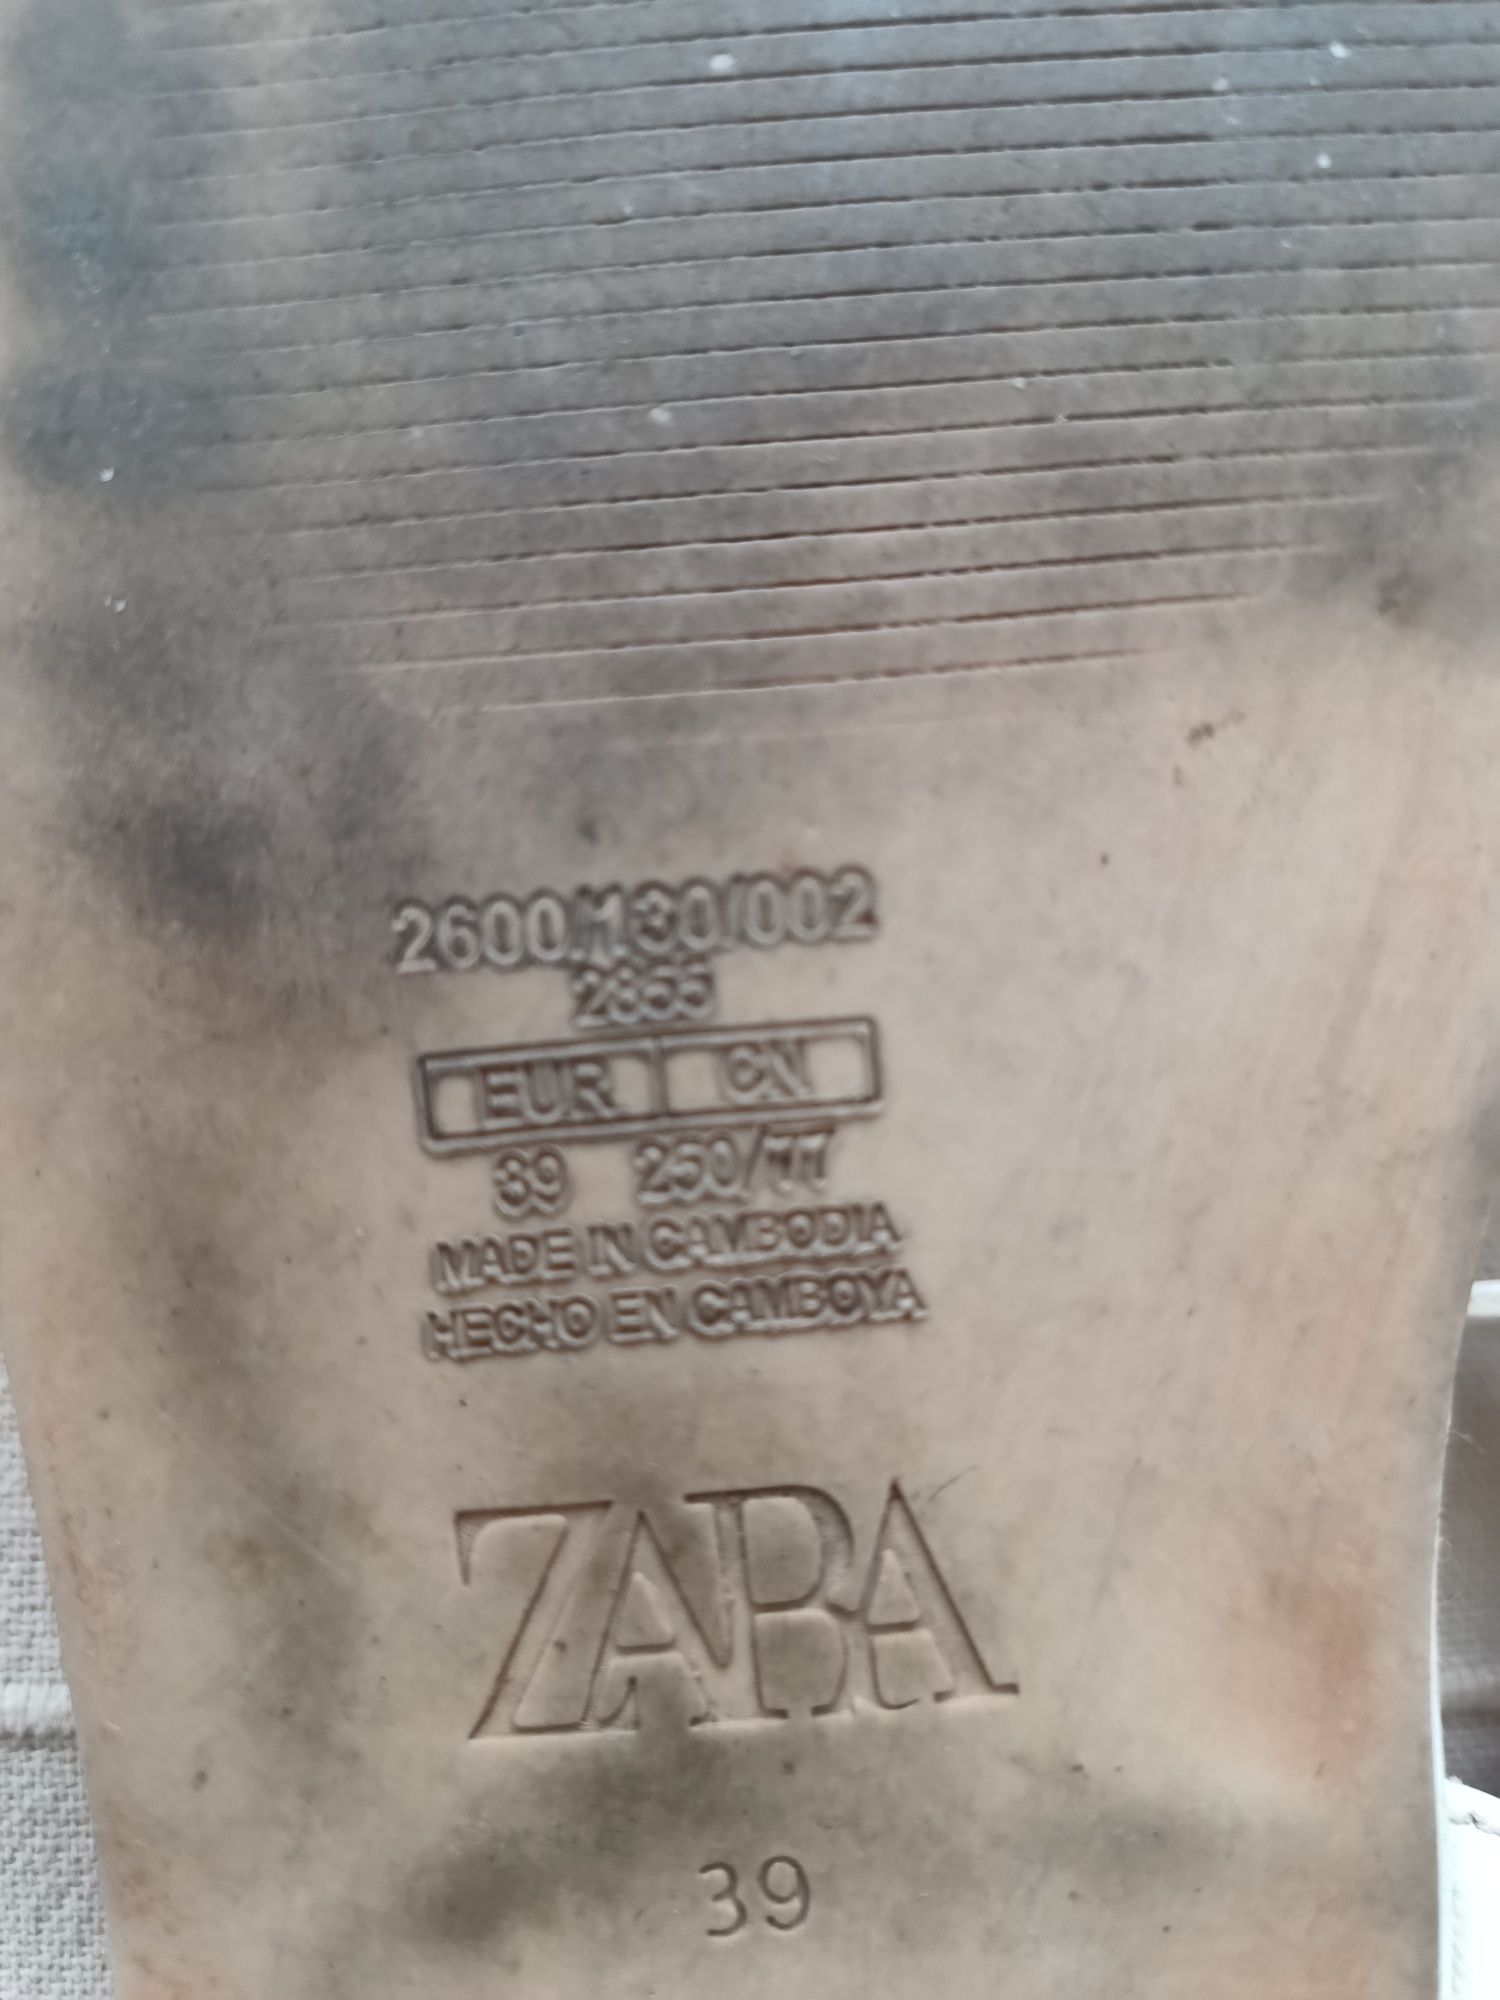 2600/130/002
2855
EUR CN
39 250/77
MADE IN CAMBODIA
HECHO EN CAMBOYA
ZARA
39